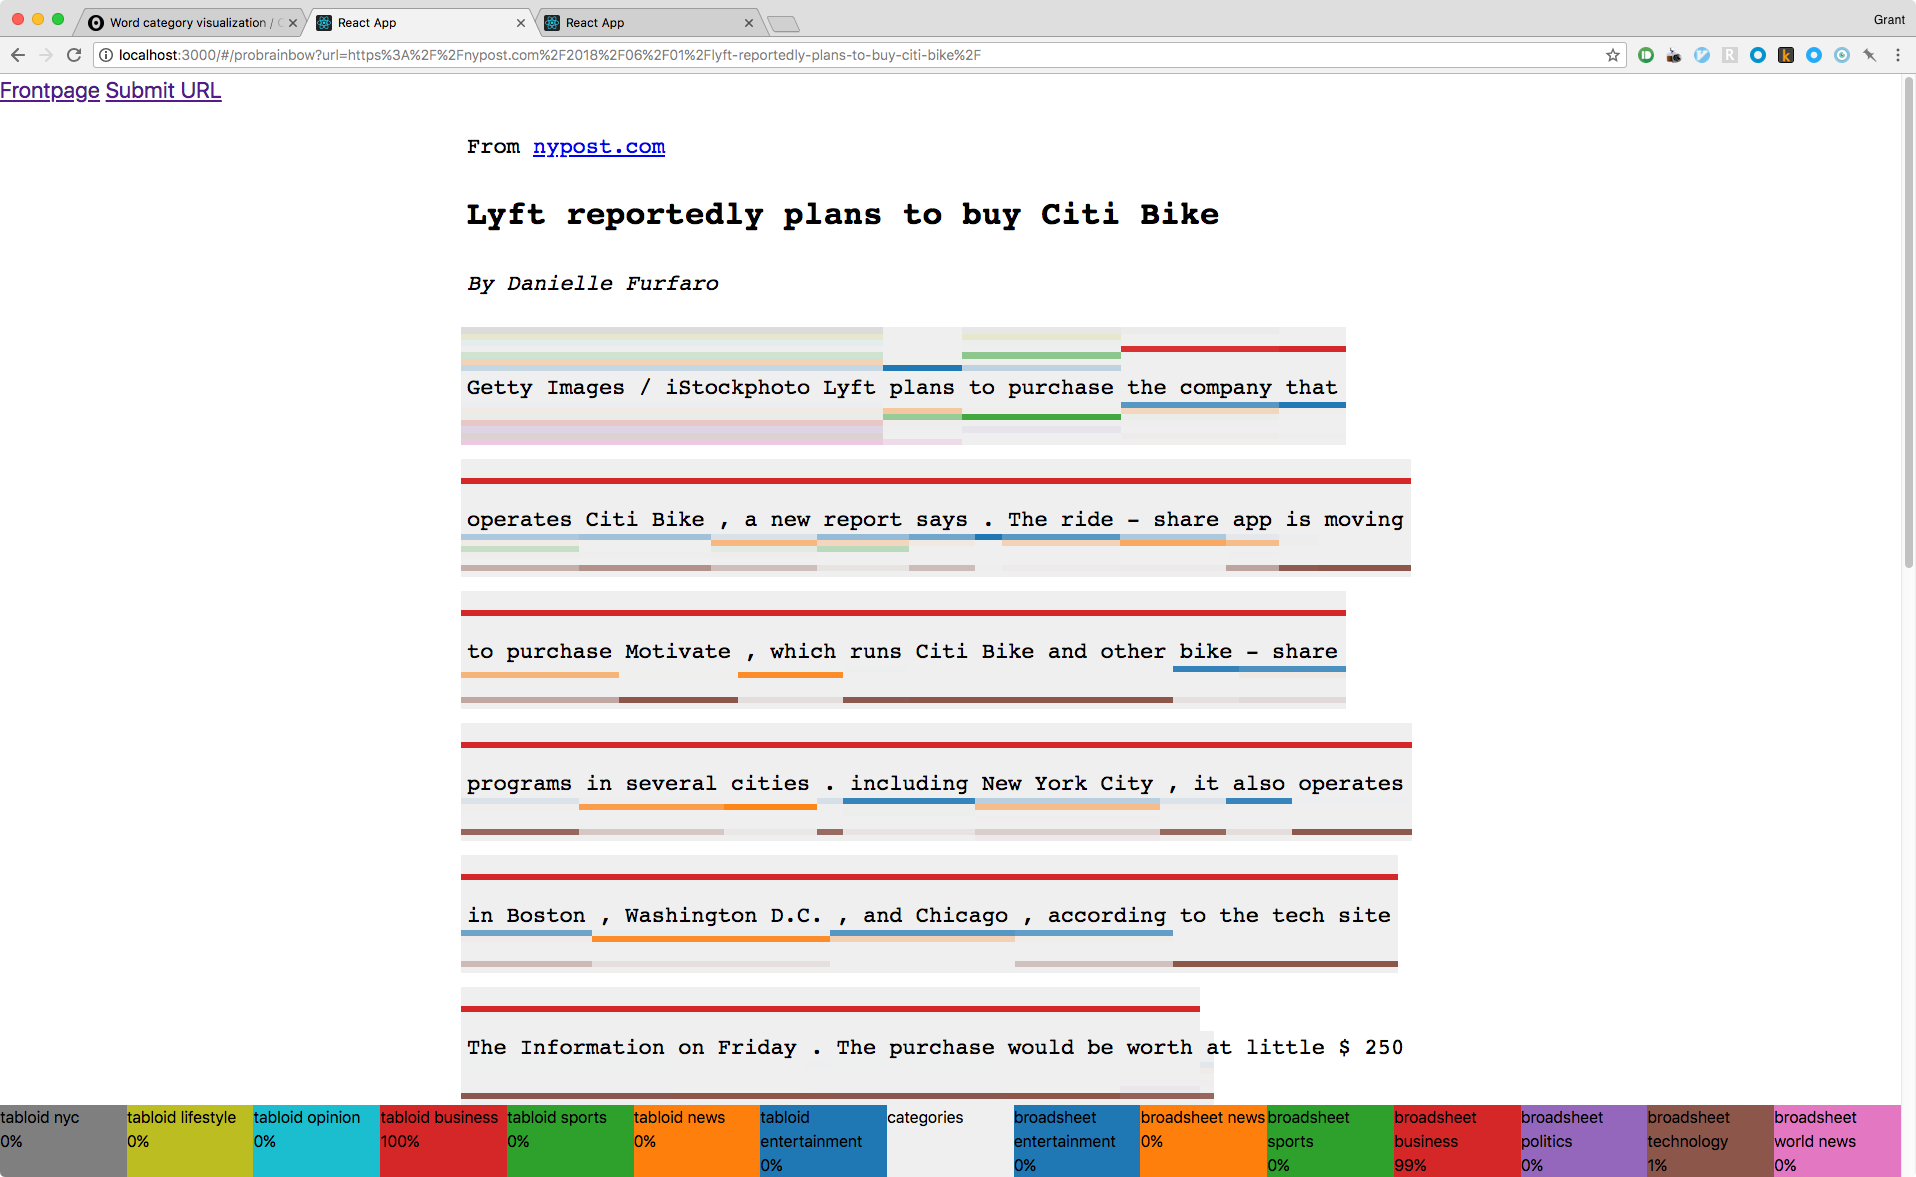 Word category visualization /
React App
React App
Grant
localhost:3000/#/probrainbow?url=https%3A%2F%2Fnypost.com%2F2018%2F06%2F01%2Flyft-reportedly-plans-to-buy-citi-bike%2F
Frontpage Submit URL
From nypost.com
Lyft reportedly plans to buy Citi Bike
By Danielle Furfaro
Getty Images / iStockphoto Lyft plans to purchase the company that
operates Citi Bike , a new report says . The ride - share app is moving
to purchase Motivate , which runs Citi Bike and other bike - share
programs in several cities . including New York City , it also operates
in Boston , Washington D.C. , and Chicago , according to the tech site
The Information on Friday . The purchase would be worth at little $ 250
tabloid nyc
0%
tabloid lifestyle
0%
tabloid opinion
0%
tabloid business
100%
tabloid sports
0%
tabloid news
0%
tabloid
entertainment
0%
categories
broadsheet
entertainment
0%
broadsheet news
0%
broadsheet
sports
0%
broadsheet
business
99%
broadsheet
politics
0%
broadsheet
technology
1%
broadsheet
world news
0%